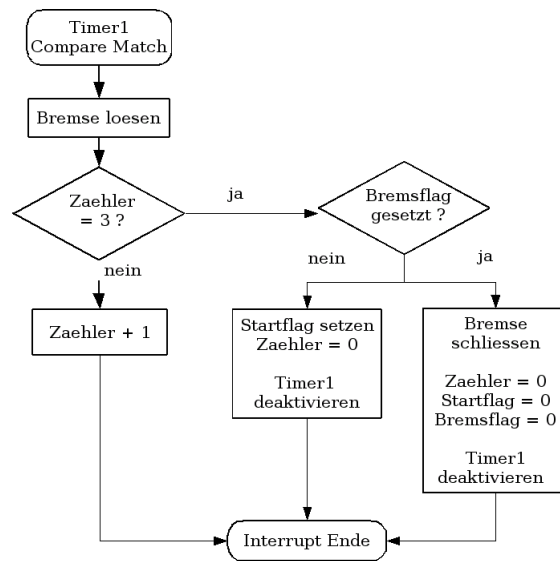 Timer1
Compare Match
Bremse loesen
Zaehler
= 3 ?
ja
Bremsflag
gesetzt ?
nein
nein
ja
Zaehler + 1
Startflag setzen
Zaehler = 0
Timer1
deaktivieren
Bremse
schliessen
Zaehler = 0
Startflag = 0
Bremsflag = 0
Timer1
deaktivieren
Interrupt Ende